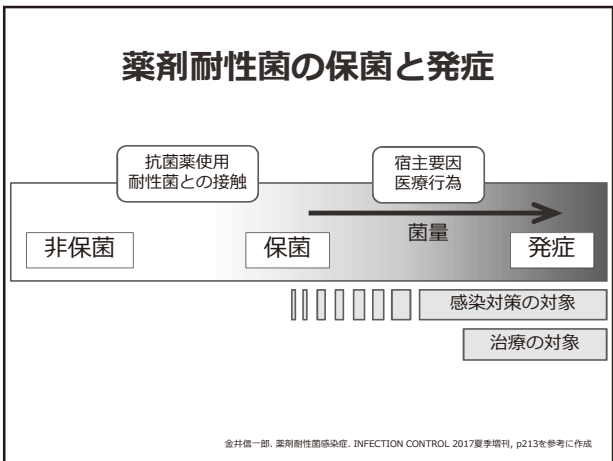 薬剤耐性菌の保菌と発症
抗菌薬使用
耐性菌との接触
宿主要因
医療行為
菌量
非保菌
保菌
発症
感染対策の対象
治療の対象
金井信一郎. 薬剤耐性菌感染症. INFECTION CONTROL 2017夏季増刊, p213を参考に作成